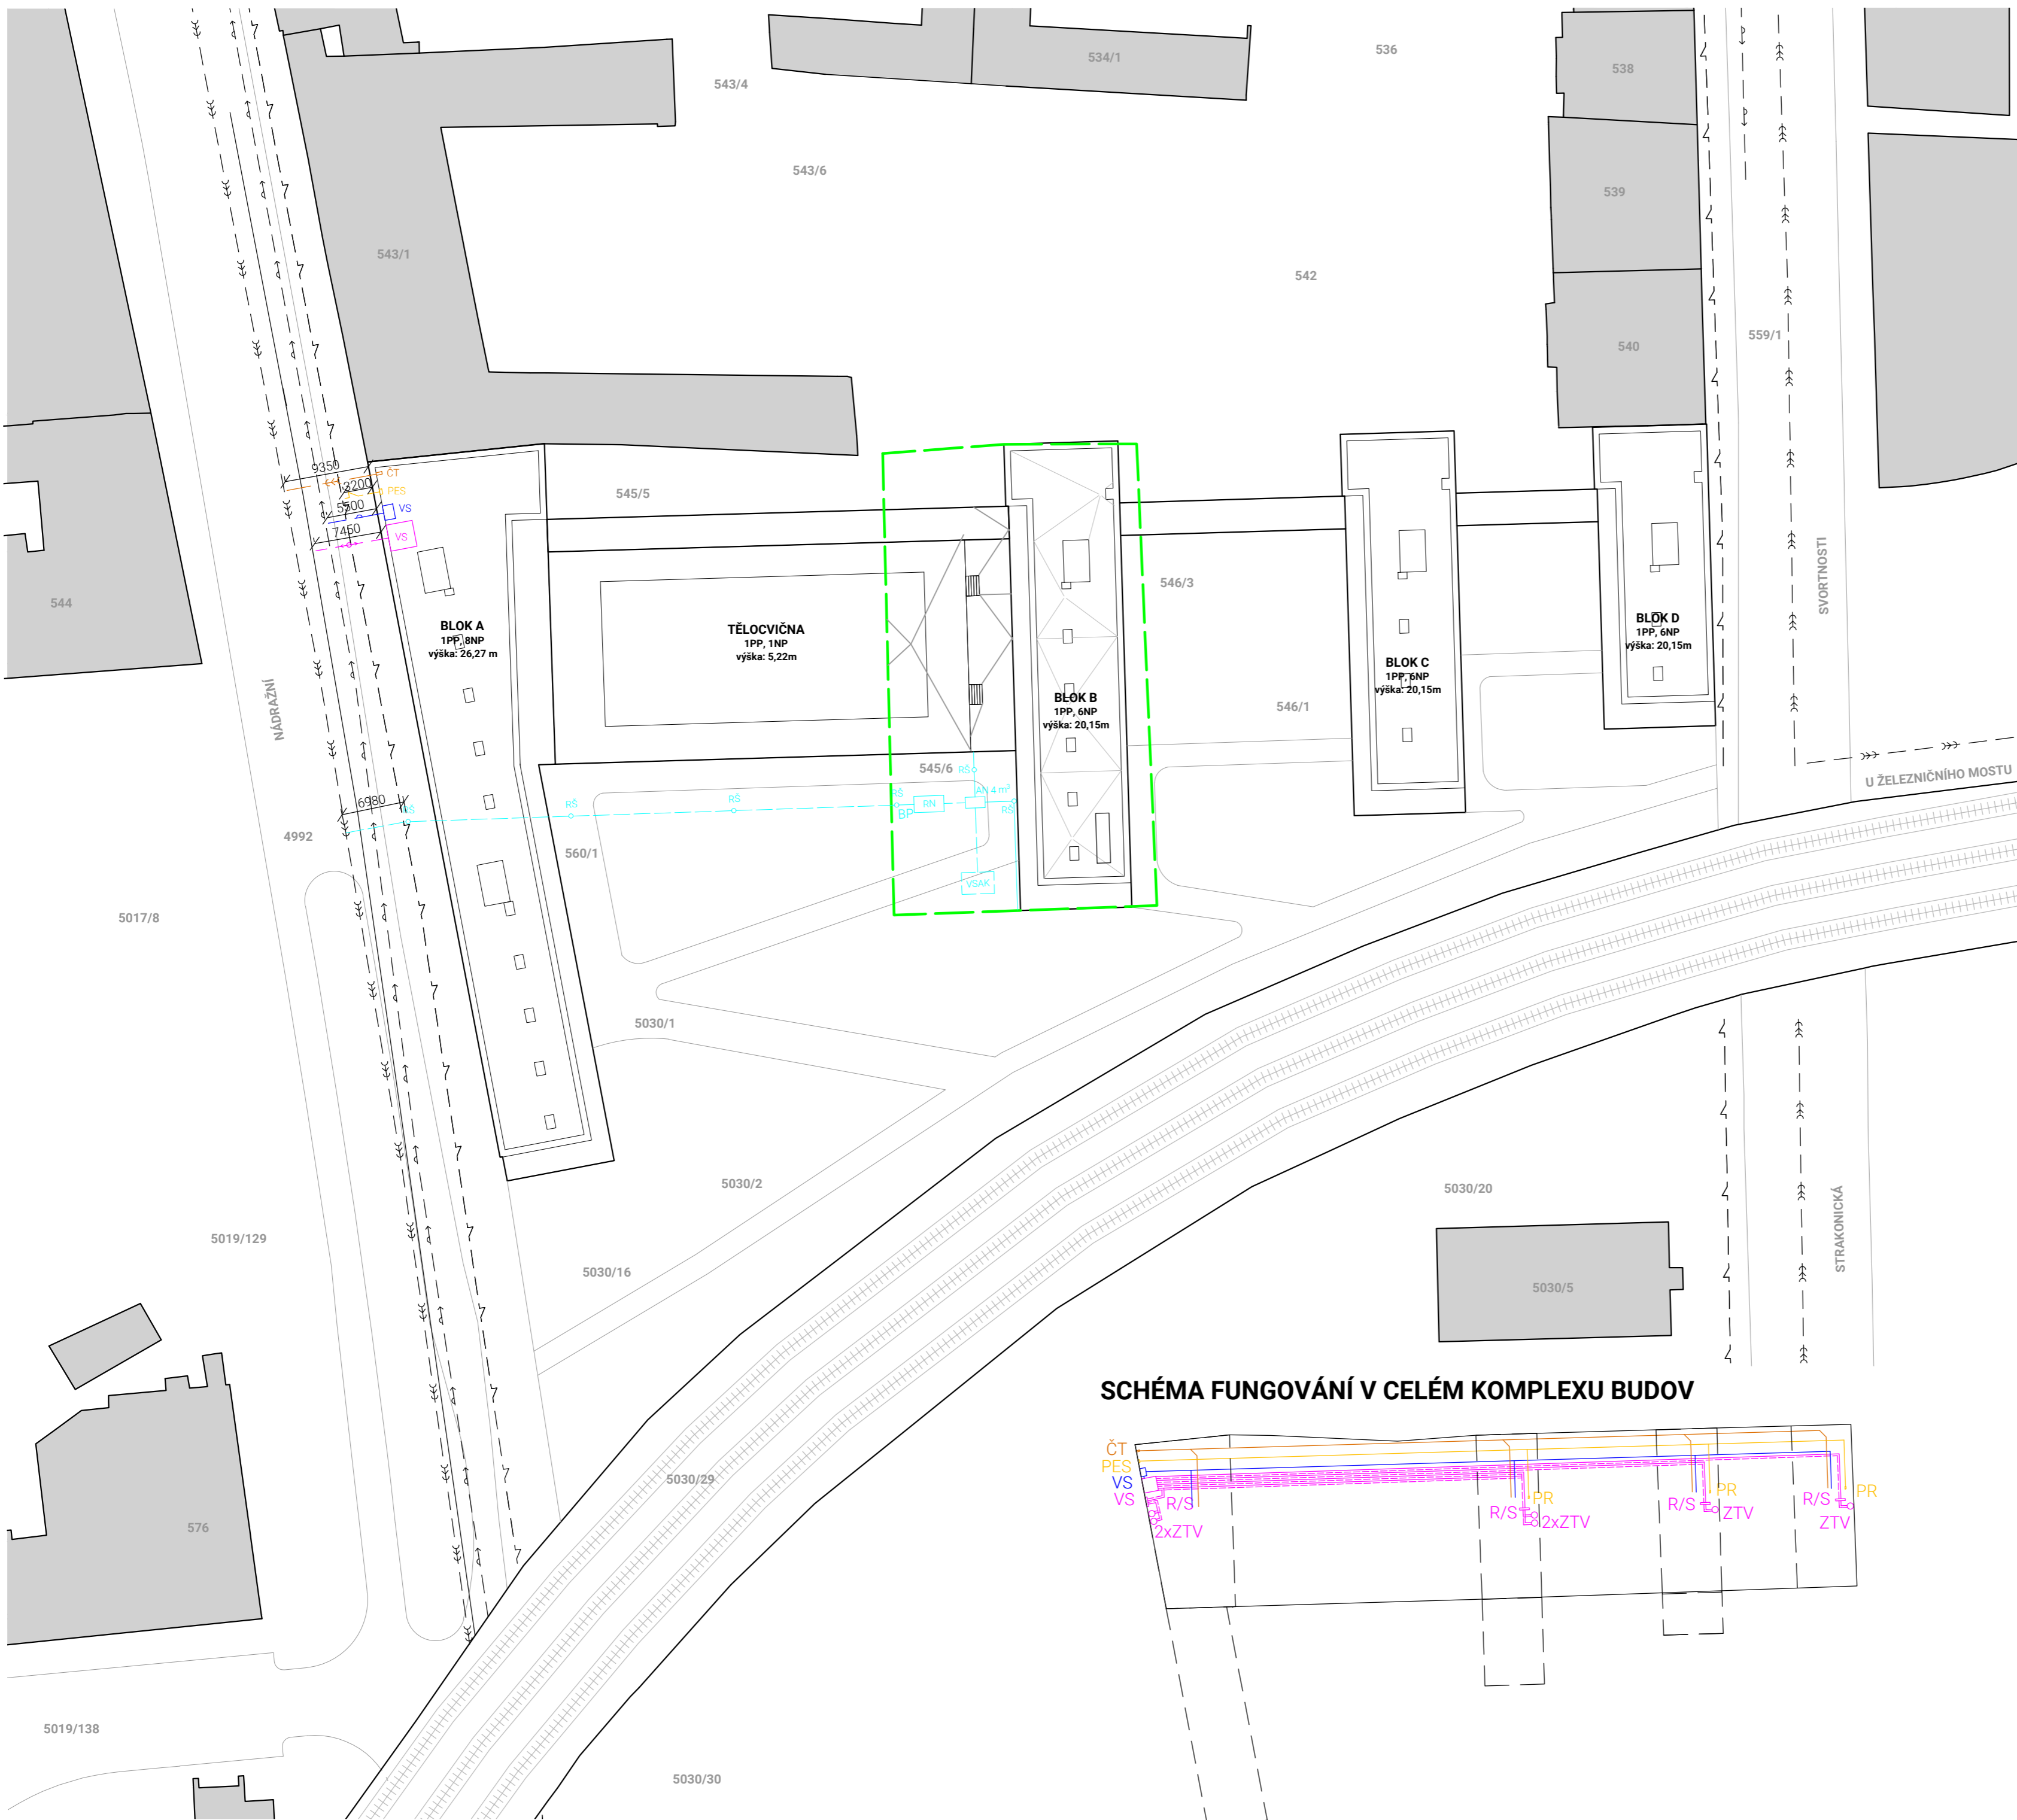 536
534/1
538
543/4
543/6
539
543/1
542
559/1
540
9350
ČT
3200
PES
5500
VS
7450
VS
545/5
SVORTNOSTI
546/3
544
BLOK A
1PP, 8NP
výška: 26,27 m
TĚLOCVIČNA
1PP, 1NP
výška: 5,22m
BLOK D
1PP, 6NP
výška: 20,15m
BLOK C
1PP, 6NP
výška: 20,15m
BLOK B
1PP, 6NP
výška: 20,15m
NÁDRAŽNÍ
546/1
545/6
RŠ
U ŽELEZNIČNÍHO MOSTU
6980
RŠ
RŠ
RŠ
RŠ
BP
RN
AN 4 m³
RŠ
4992
560/1
VSAK
5017/8
5030/1
5030/2
5030/20
STRAKONICKÁ
5019/129
5030/16
5030/5
SCHÉMA FUNGOVÁNÍ V CELÉM KOMPLEXU BUDOV
ČT
PES
VS
VS
R/S
2xZTV
R/S
PR
2xZTV
R/S
PR
ZTV
R/S
PR
ZTV
5030/29
576
5019/138
5030/30